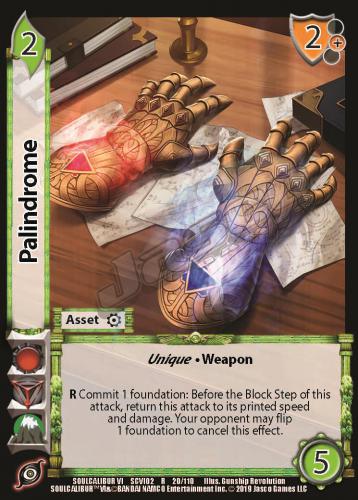 2
2
+
Palindrome
Asset
Unique • Weapon
R Commit 1 foundation: Before the Block Step of this
attack, return this attack to its printed speed
and damage. Your opponent may flip
1 foundation to cancel this effect.
5
SOULCALIBUR VI SCVI02 R 20/110 Illus. Gunship Revolution
SOULCALIBUR™VI&©BANDAI NAMCO Entertainment Inc. © 2019 Jasco Games LLC